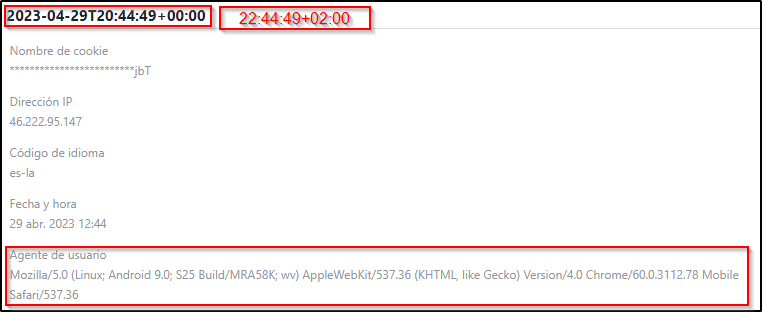 2023-04-29T20:44:49+00:00 22:44:49+02:00
Nombre de cookie
*************************jbT
Dirección IP
46.222.95.147
Código de idioma
es-la
Fecha y hora
29 abr. 2023 12:44
Agente de usuario
Mozilla/5.0 (Linux; Android 9.0; S25 Build/MRA58K; wv) AppleWebKit/537.36 (KHTML, like Gecko) Version/4.0 Chrome/60.0.3112.78 Mobile
Safari/537.36